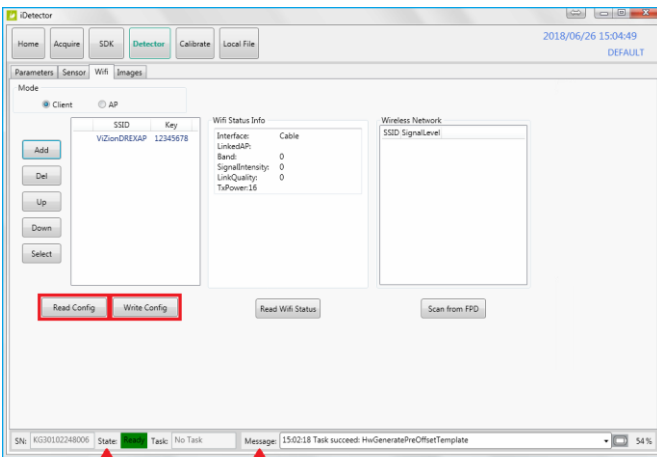 iDetector
Home Acquire SDK Detector Calibrate Local File
2018/06/26 15:04:49
DEFAULT
Parameters Sensor Wifi Images
Mode
Client AP
SSID Key
ViZionDREXAP 12345678
Add
Del
Up
Down
Select
Wifi Status Info
Interface: Cable
LinkedAP:
Band: 0
SignalIntensity: 0
LinkQuality: 0
TxPower:16
Wireless Network
SSID SignalLevel
Read Config Write Config Read Wifi Status Scan from FPD
SN: KG30102248006 State: Ready Task: No Task Message: 15:02:18 Task succeed: HwGeneratePreOffsetTemplate 54%